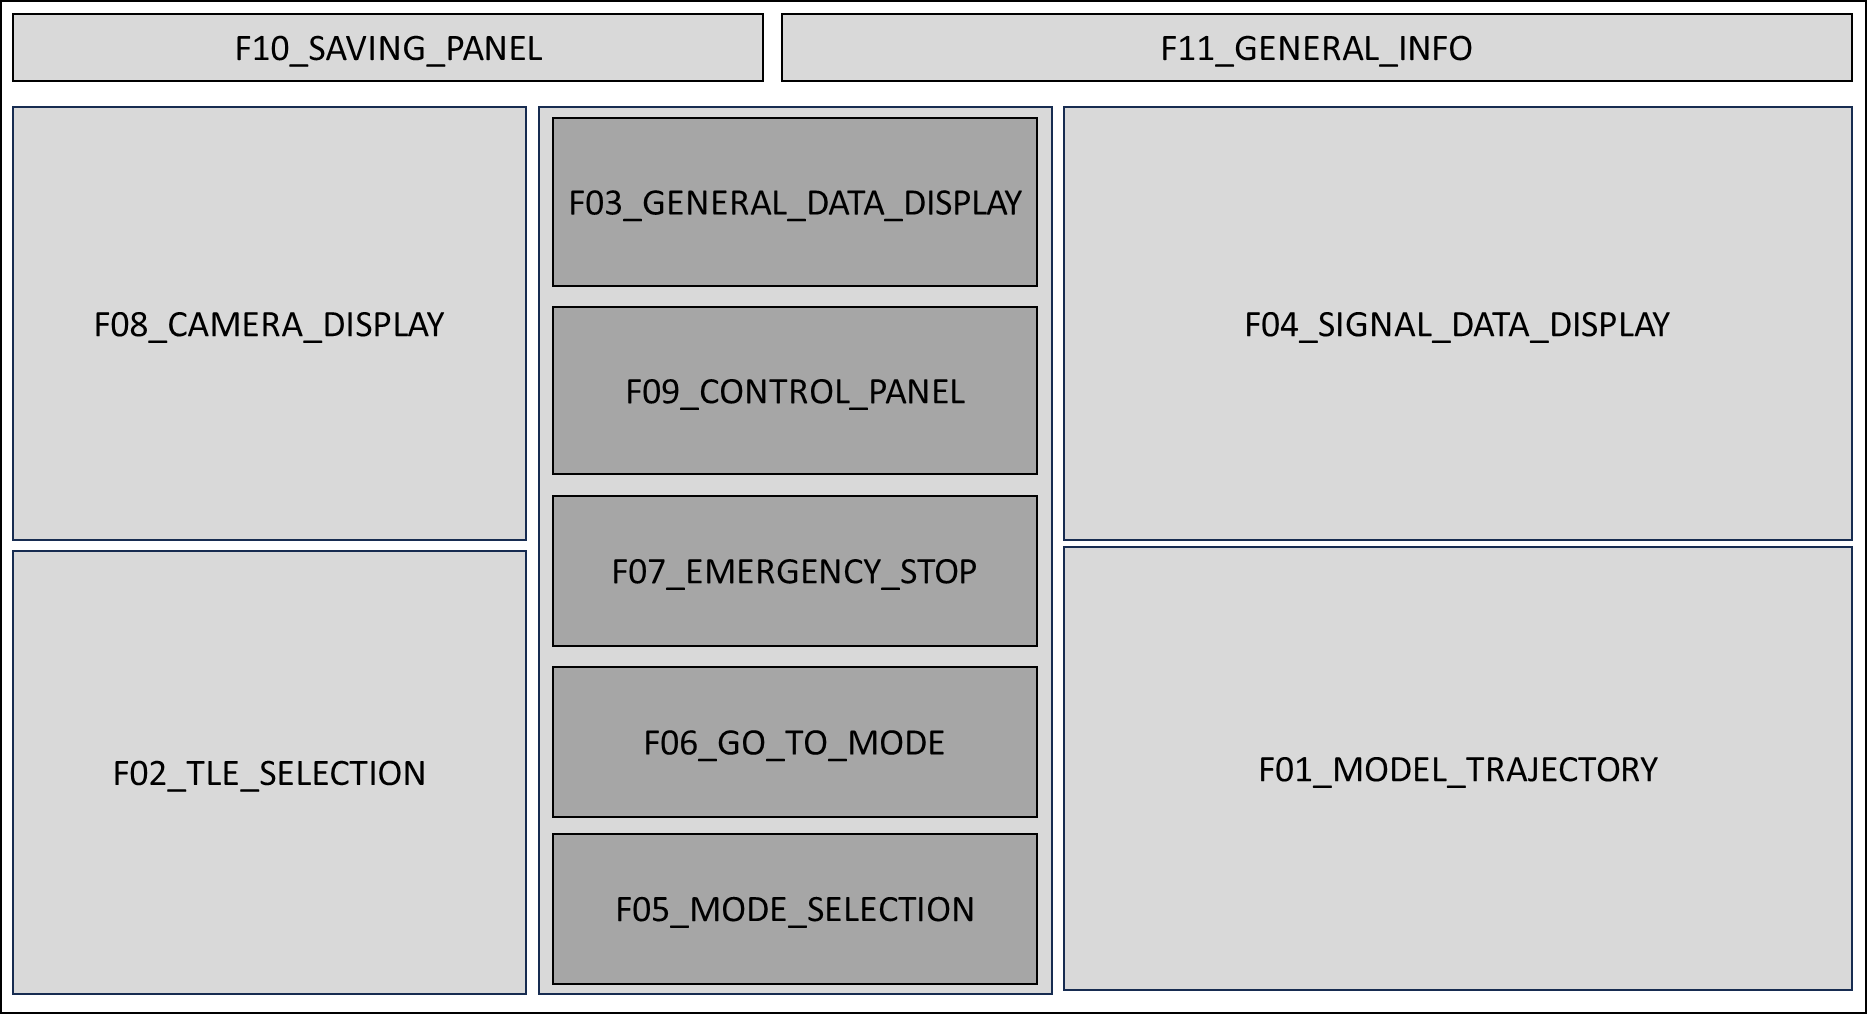 F10_SAVING_PANEL
F11_GENERAL_INFO
F08_CAMERA_DISPLAY
F02_TLE_SELECTION
F03_GENERAL_DATA_DISPLAY
F09_CONTROL_PANEL
F07_EMERGENCY_STOP
F06_GO_TO_MODE
F05_MODE_SELECTION
F04_SIGNAL_DATA_DISPLAY
F01_MODEL_TRAJECTORY